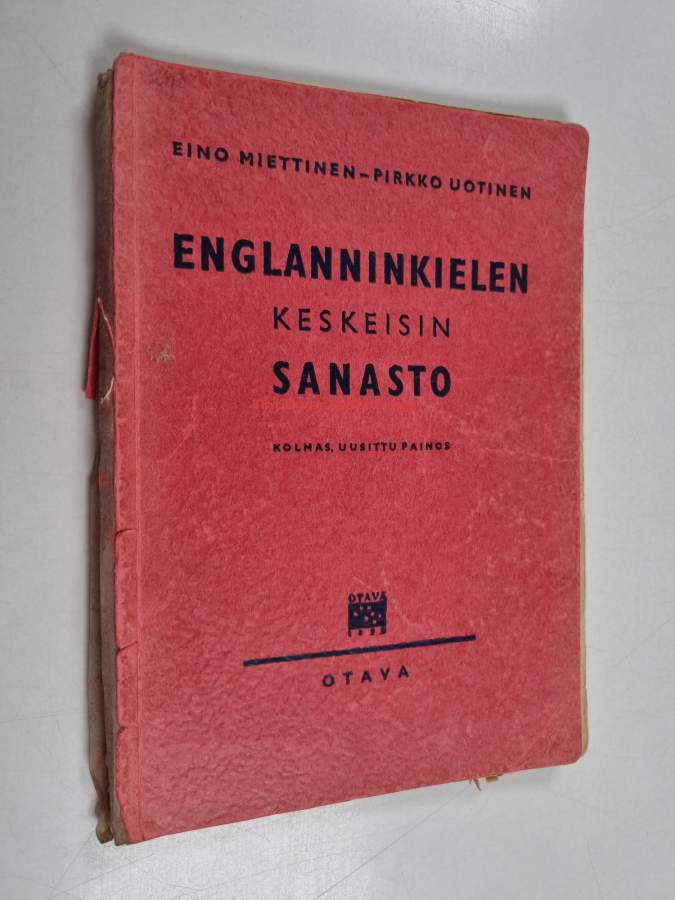 EINO MIETTINEN–PIRKKO UOTINEN
ENGLANNINKIELEN
KESKEISIN
SANASTO
KOLMAS, UUSITTU PAINOS
OTAVA
OTAVA